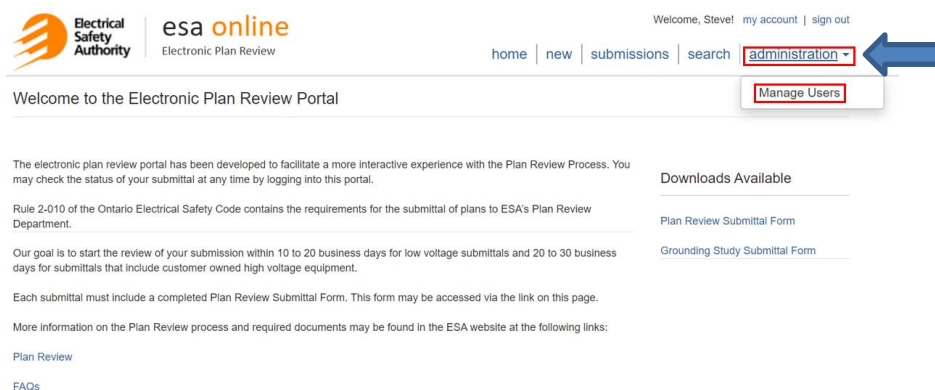 Electrical
Safety
Authority
esa online
Electronic Plan Review
Welcome, Steve! my account | sign out
home | new | submissions | search | administration
Manage Users
Welcome to the Electronic Plan Review Portal
The electronic plan review portal has been developed to facilitate a more interactive experience with the Plan Review Process. You
may check the status of your submittal at any time by logging into this portal.
Rule 2-010 of the Ontario Electrical Safety Code contains the requirements for the submittal of plans to ESA's Plan Review
Department.
Our goal is to start the review of your submission within 10 to 20 business days for low voltage submittals and 20 to 30 business
days for submittals that include customer owned high voltage equipment.
Each submittal must include a completed Plan Review Submittal Form. This form may be accessed via the link on this page.
More information on the Plan Review process and required documents may be found in the ESA website at the following links:
Plan Review
FAQs
Downloads Available
Plan Review Submittal Form
Grounding Study Submittal Form